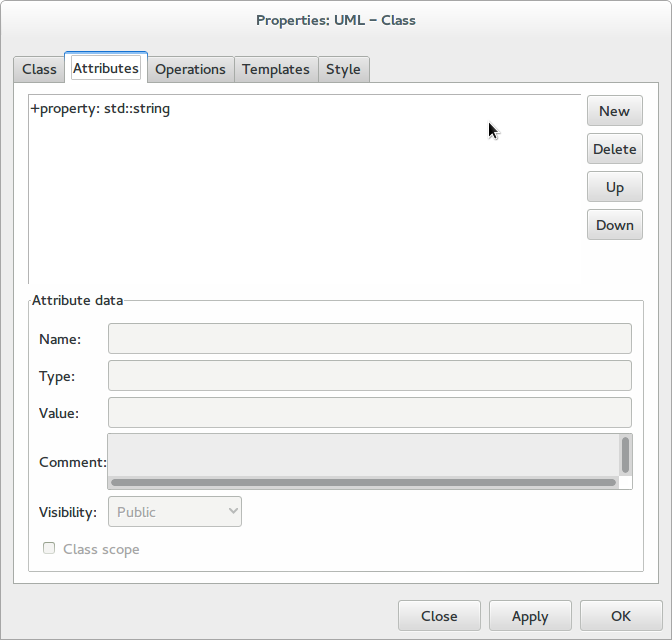 Properties: UML – Class
Class Attributes Operations Templates Style
+property: std::string
New
Delete
Up
Down
Attribute data
Name:
Type:
Value:
Comment:
Visibility: Public
Class scope
Close Apply OK